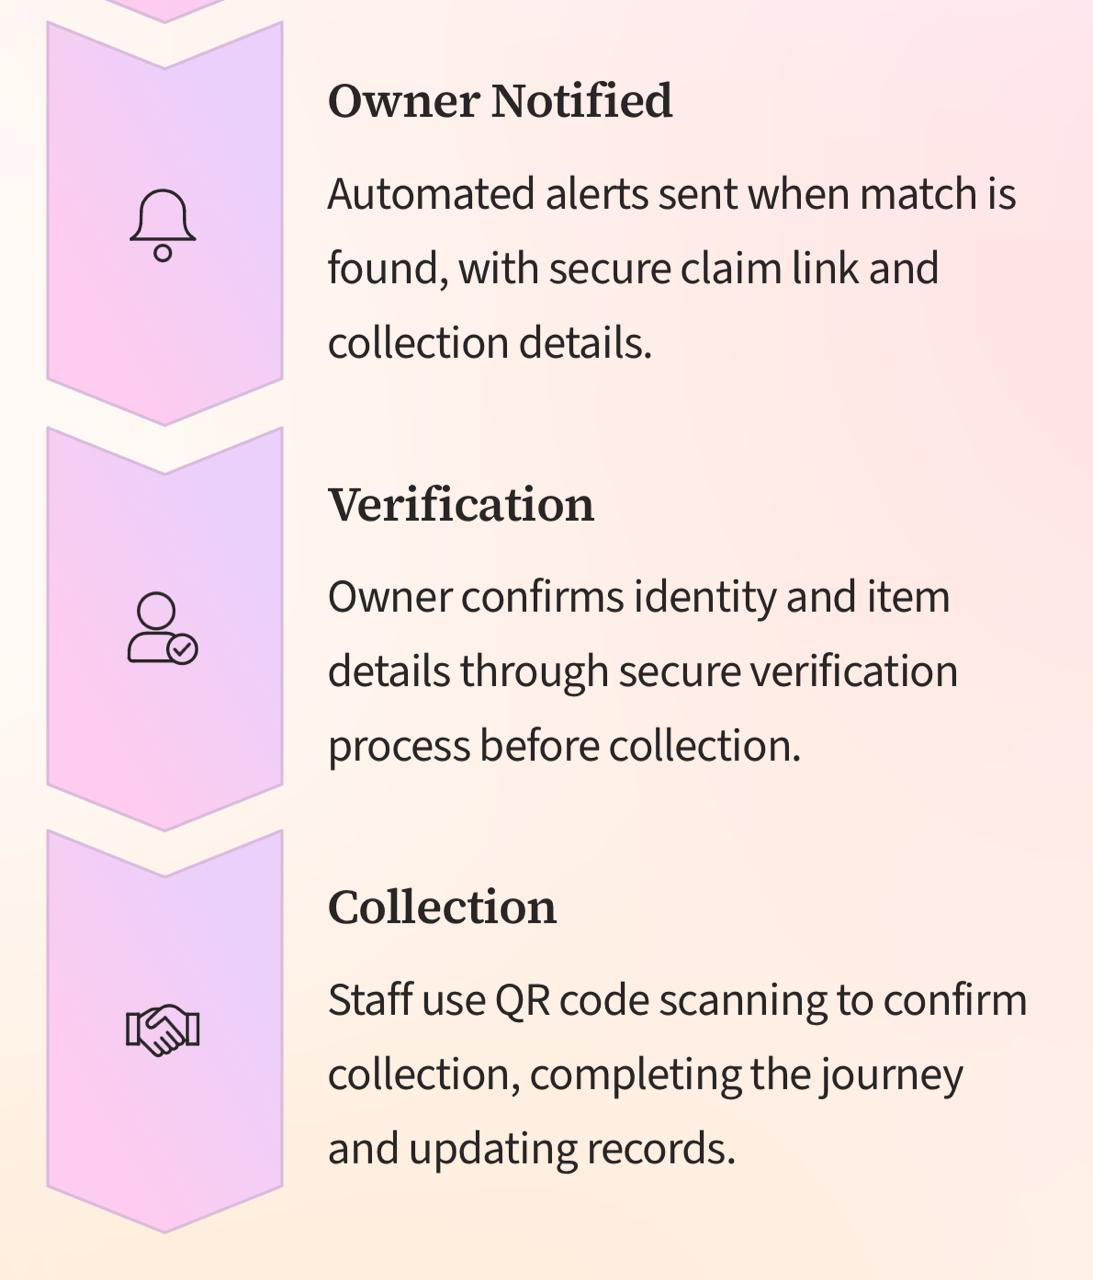 Owner Notified
Automated alerts sent when match is
found, with secure claim link and
collection details.
Verification
Owner confirms identity and item
details through secure verification
process before collection.
Collection
Staff use QR code scanning to confirm
collection, completing the journey
and updating records.